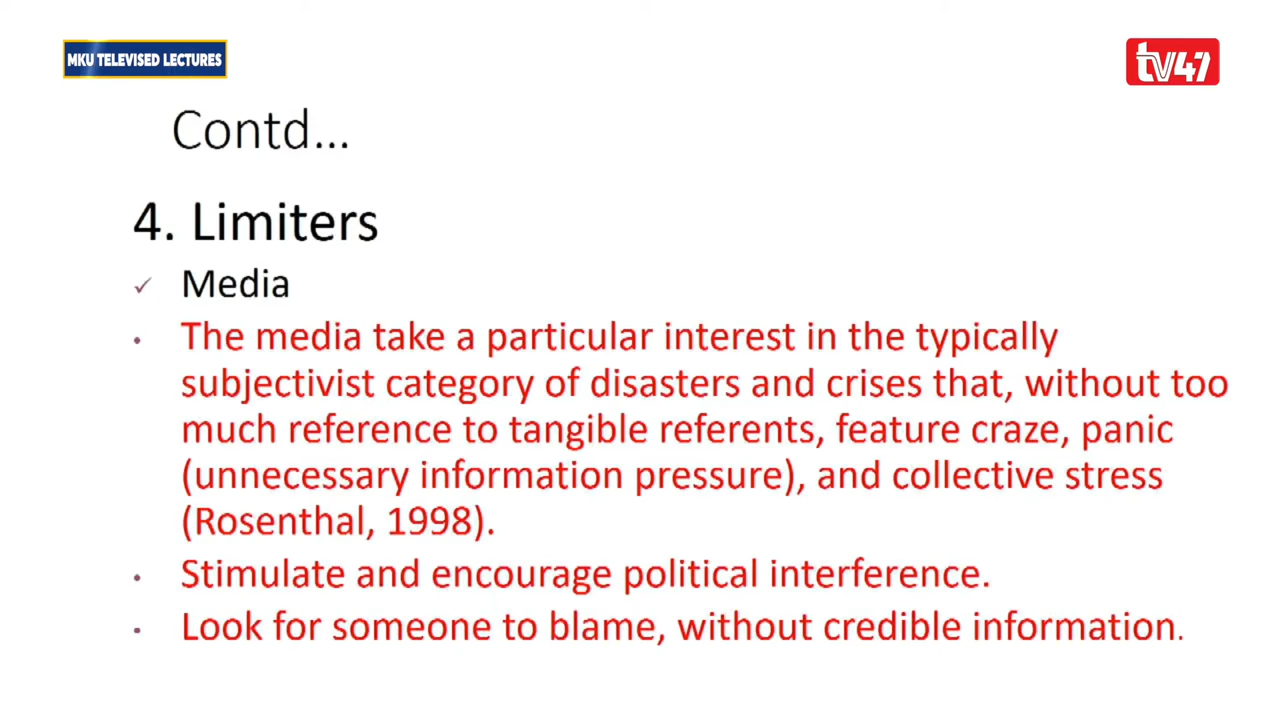 MKU TELEVISED LECTURES
tv47
Contd...
4. Limiters
✓ Media
• The media take a particular interest in the typically
subjectivist category of disasters and crises that, without too
much reference to tangible referents, feature craze, panic
(unnecessary information pressure), and collective stress
(Rosenthal, 1998).
• Stimulate and encourage political interference.
• Look for someone to blame, without credible information.